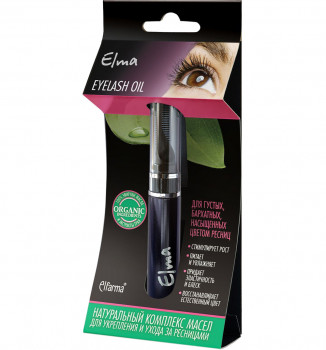 Elma
EYELASH OIL
ORGANIC
INGREDIENTS
Elma
ДЛЯ ГУСТЫХ,
БАРХАТНЫХ,
НАСЫЩЕННЫХ
ЦВЕТОМ РЕСНИЦ
• СТИМУЛИРУЕТ РОСТ
• ПИТАЕТ И
УВЛАЖНЯЕТ
• ПРИДАЕТ
ЭЛАСТИЧНОСТЬ
И БЛЕСК
• ВОССТАНАВЛИВАЕТ
ЕСТЕСТВЕННЫЙ ЦВЕТ
elfarma
НАТУРАЛЬНЫЙ КОМПЛЕКС МАСЕЛ
ДЛЯ УКРЕПЛЕНИЯ И УХОДА ЗА РЕСНИЦАМИ